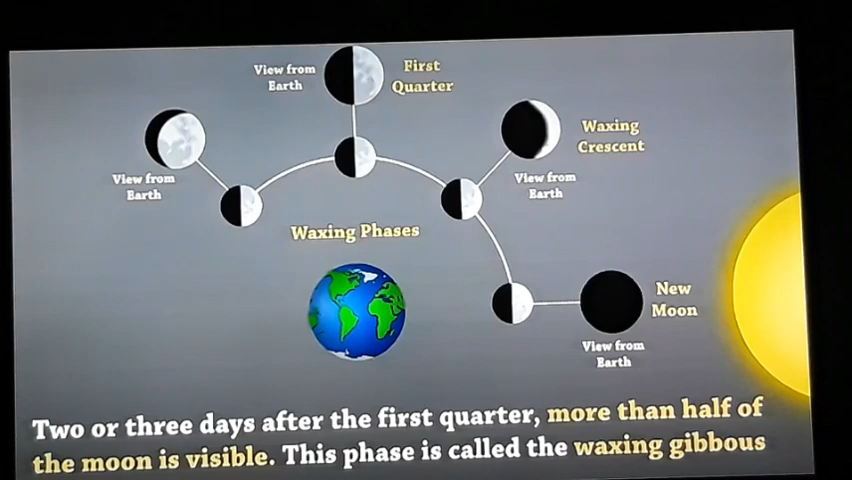 View from
Earth
First
Quarter
Waxing
Crescent
View from
Earth
View from
Earth
Waxing Phases
New
Moon
View from
Earth
Two or three days after the first quarter, more than half of
the moon is visible. This phase is called the waxing gibbous